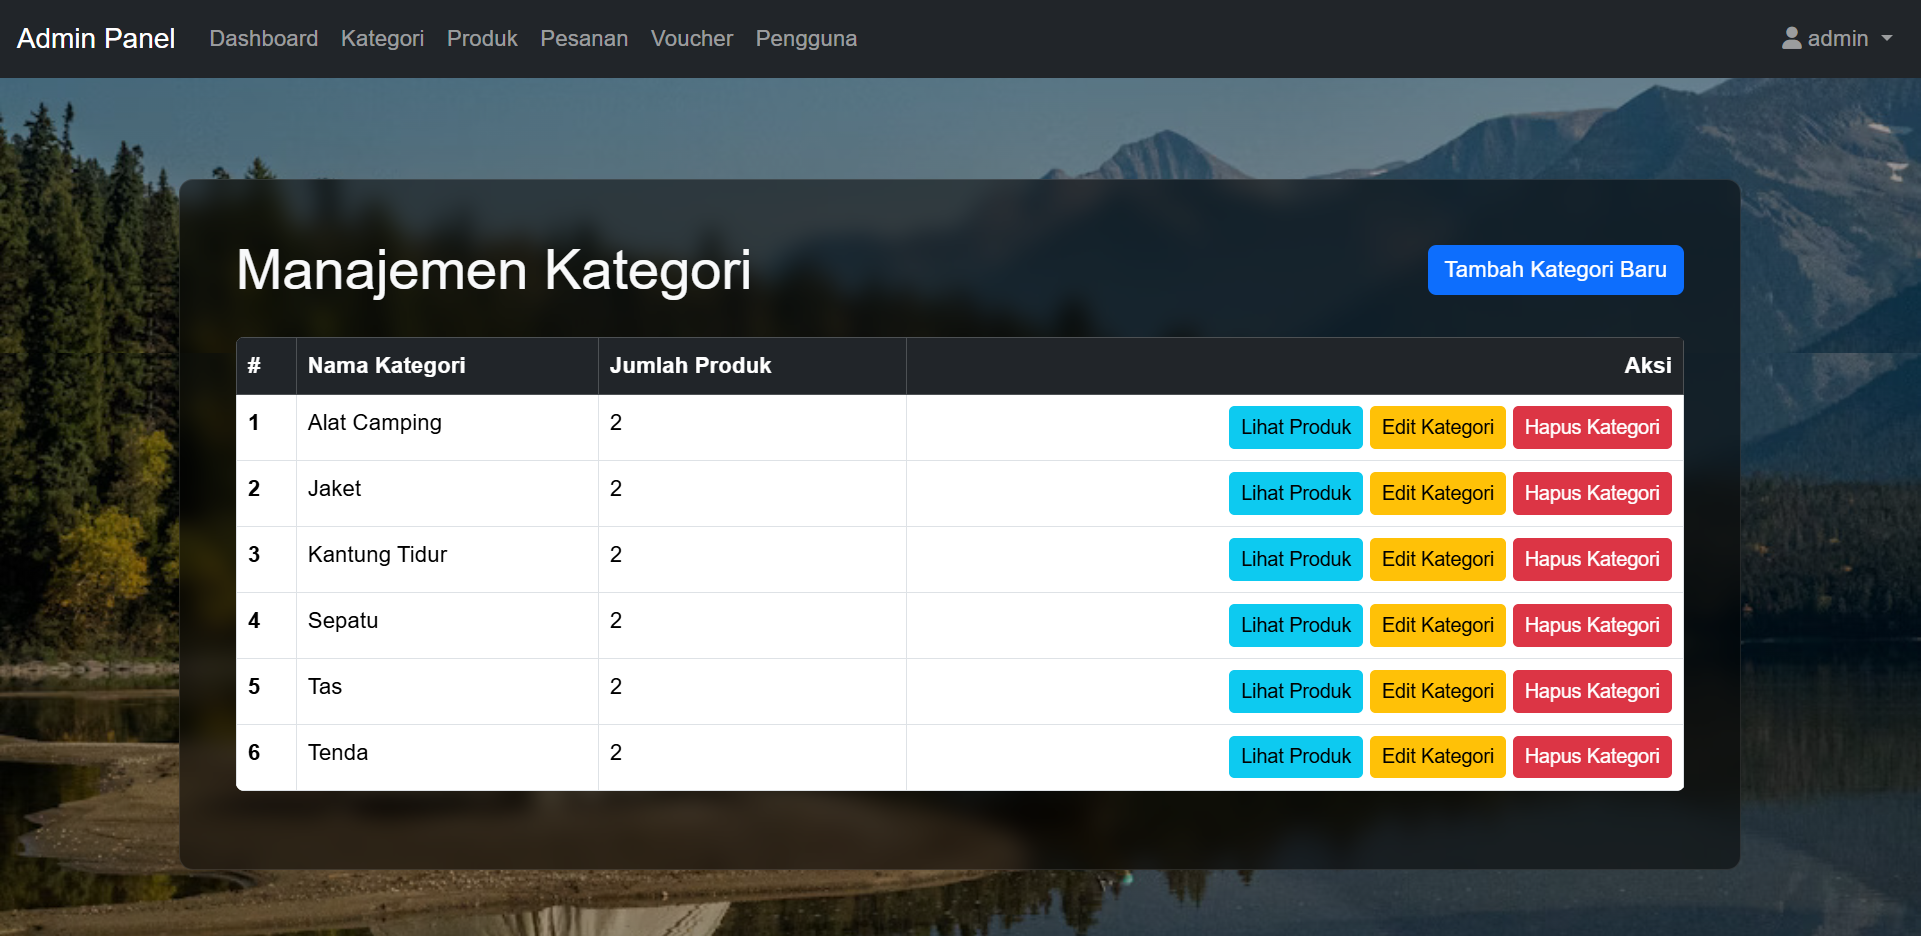 Admin Panel Dashboard Kategori Produk Pesanan Voucher Pengguna admin
Manajemen Kategori Tambah Kategori Baru
# Nama Kategori Jumlah Produk Aksi
1 Alat Camping 2 Lihat Produk Edit Kategori Hapus Kategori
2 Jaket 2 Lihat Produk Edit Kategori Hapus Kategori
3 Kantung Tidur 2 Lihat Produk Edit Kategori Hapus Kategori
4 Sepatu 2 Lihat Produk Edit Kategori Hapus Kategori
5 Tas 2 Lihat Produk Edit Kategori Hapus Kategori
6 Tenda 2 Lihat Produk Edit Kategori Hapus Kategori